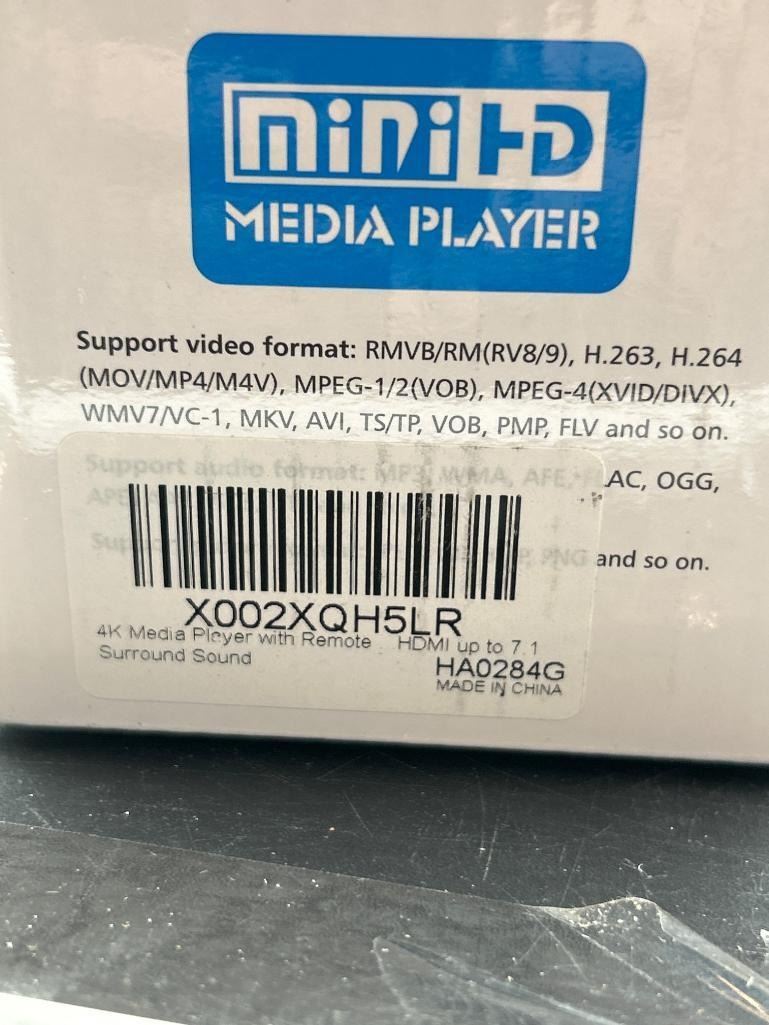 mini HD
MEDIA PLAYER
Support video format: RMVB/RM(RV8/9), H.263, H.264
(MOV/MP4/M4V), MPEG-1/2(VOB), MPEG-4(XVID/DIVX),
WMV7/VC-1, MKV, AVI, TS/TP, VOB, PMP, FLV and so on.
Support audio format: MP3, WMA, AFE, LAC, OGG,
PNG and so on.
X002XQH5LR
4K Media Player with Remote HDMI up to 7.1
Surround Sound
HA0284G
MADE IN CHINA